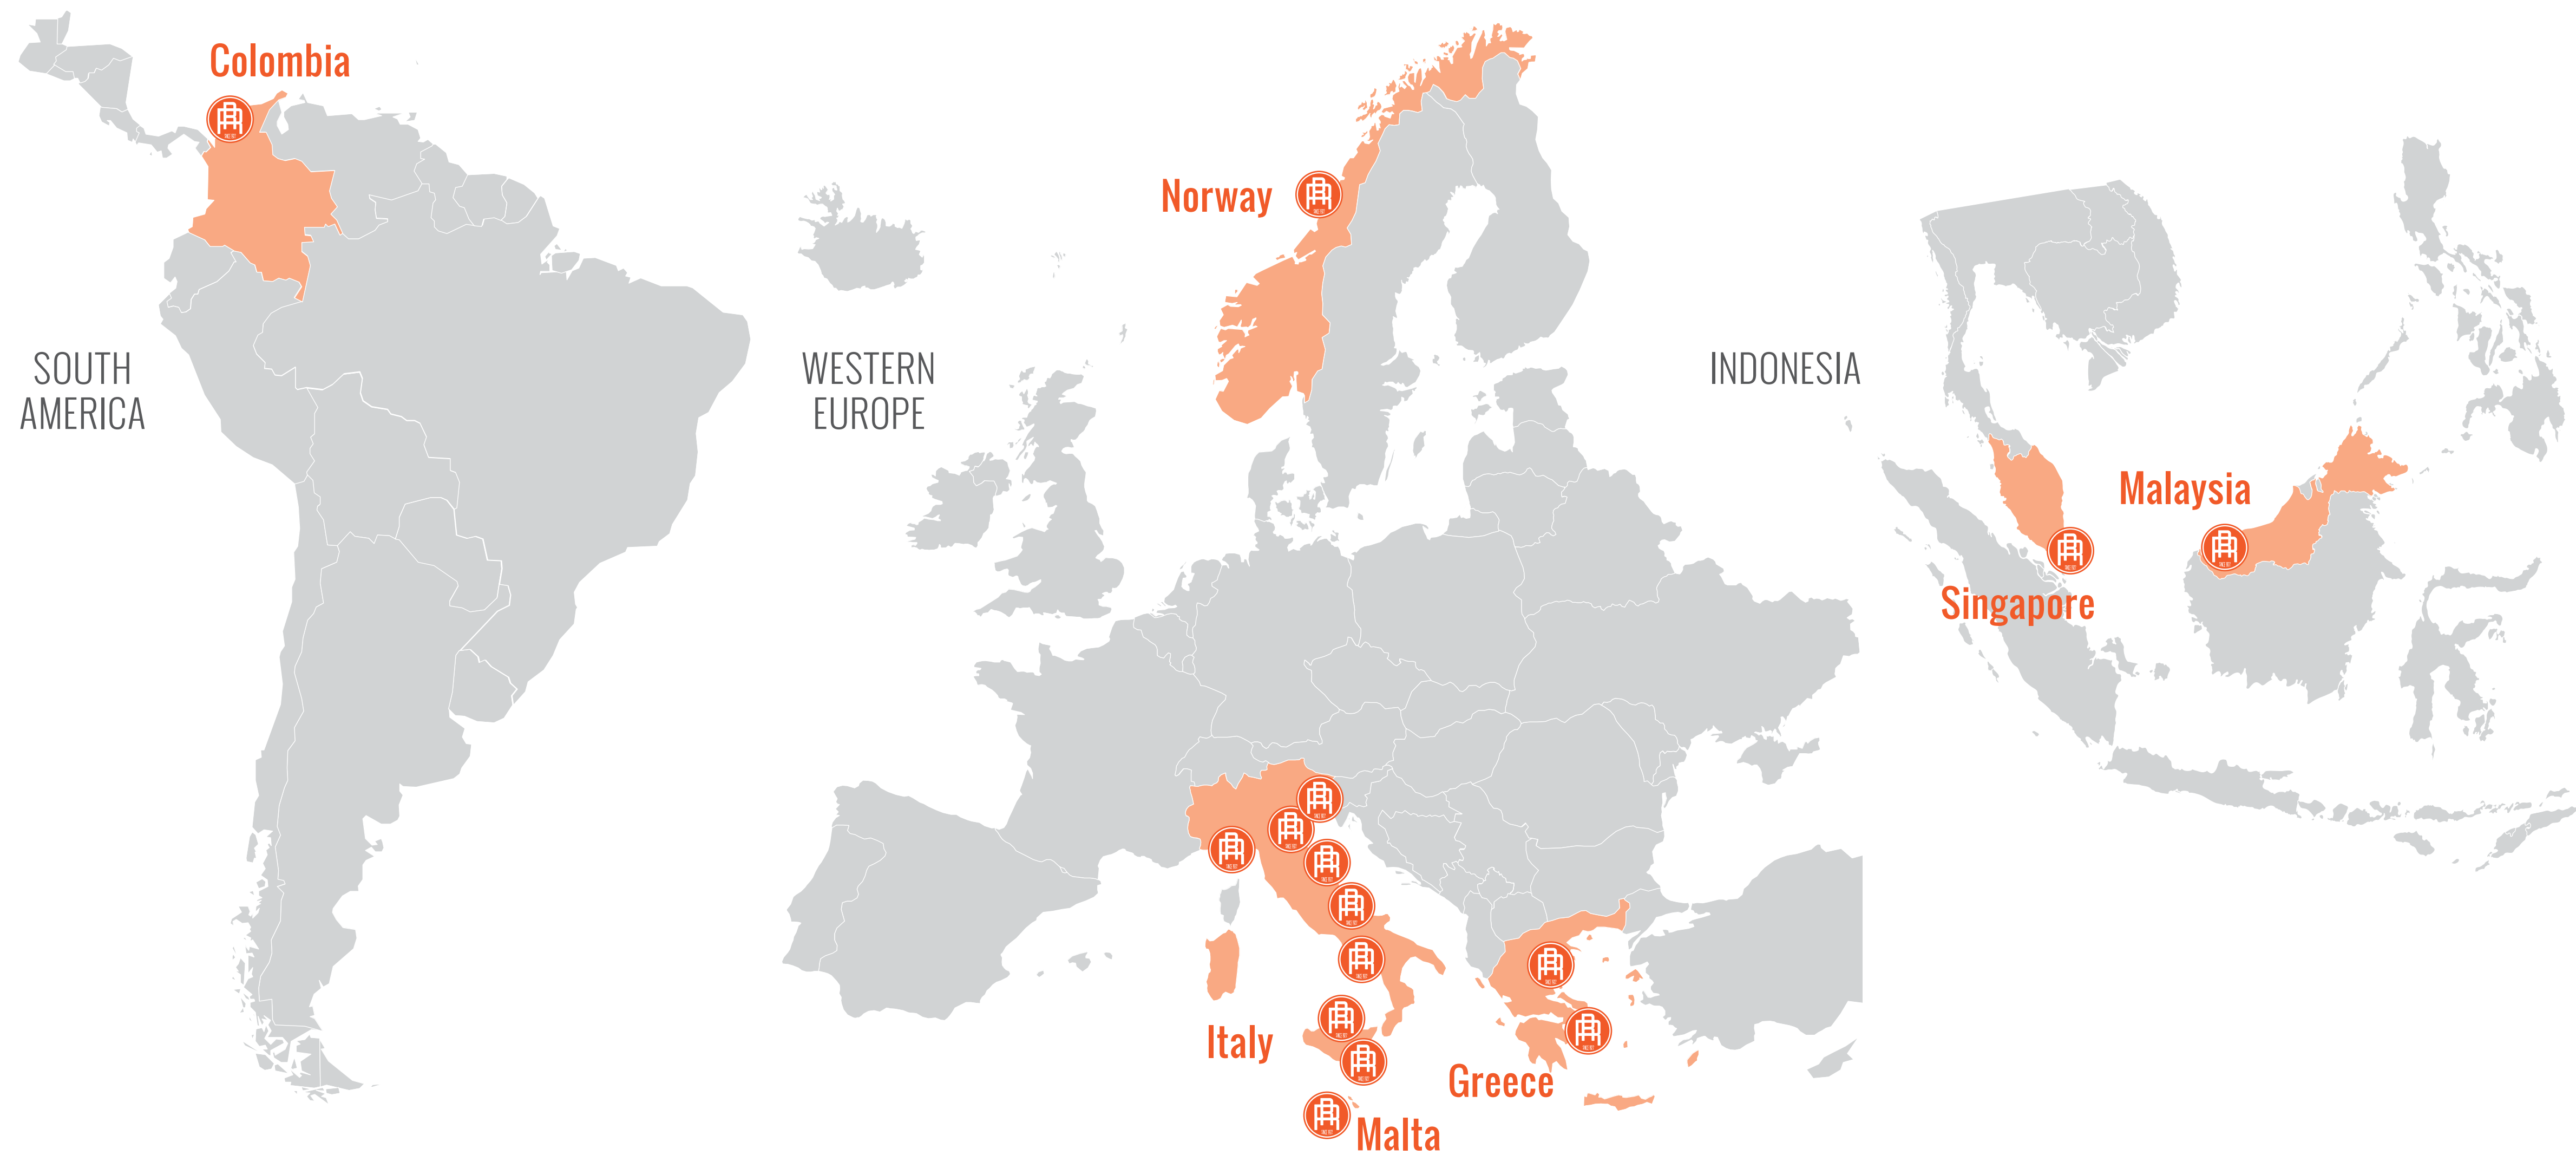 Colombia
SOUTH
AMERICA
Norway
WESTERN
EUROPE
Italy
Malta
Greece
INDONESIA
Malaysia
Singapore